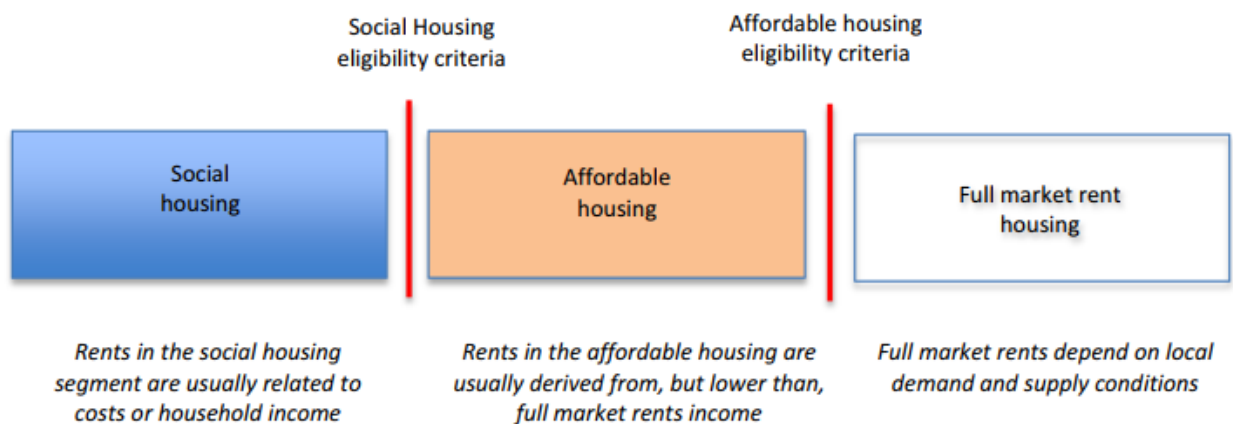 Social Housing
eligibility criteria
Affordable housing
eligibility criteria
Social
housing
Affordable
housing
Full market rent
housing
Rents in the social housing
segment are usually related to
costs or household income
Rents in the affordable housing are
usually derived from, but lower than,
full market rents income
Full market rents depend on local
demand and supply conditions